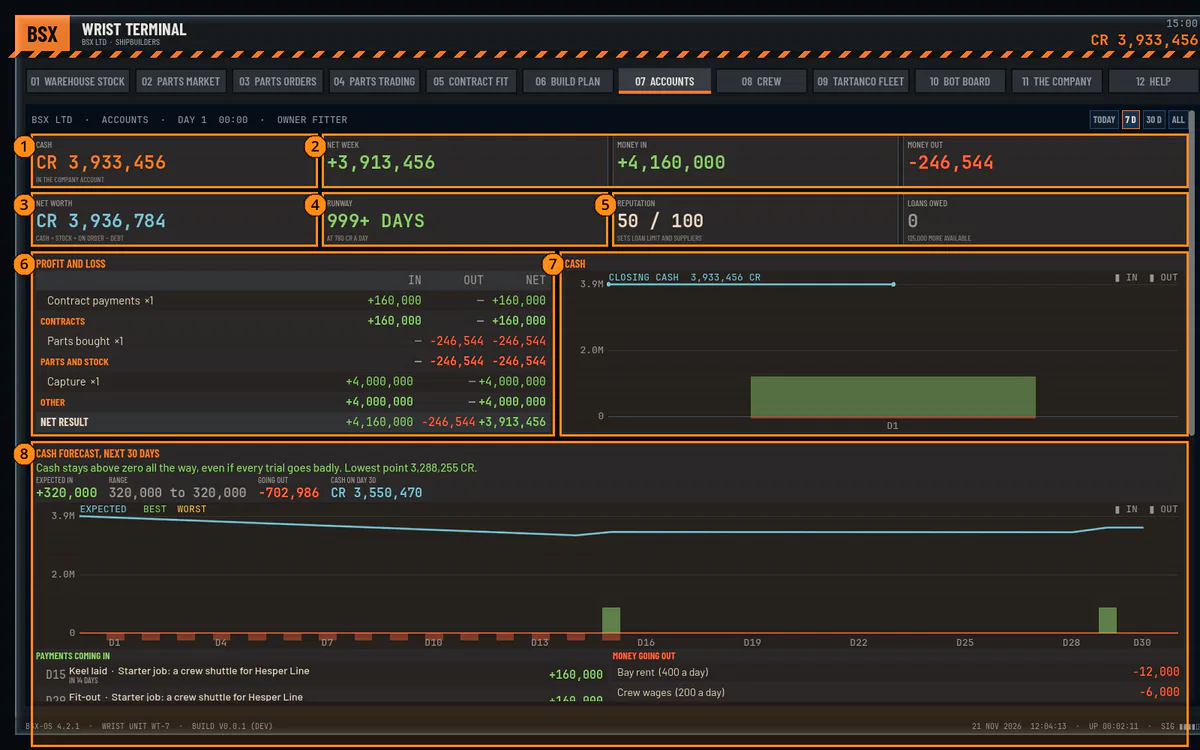 BSX
WRIST TERMINAL
BSX LTD · SHIPBUILDERS
15:00
CR 3,933,456
01 WAREHOUSE STOCK
02 PARTS MARKET
03 PARTS ORDERS
04 PARTS TRADING
05 CONTRACT FIT
06 BUILD PLAN
07 ACCOUNTS
08 CREW
09 TARTANCO FLEET
10 BOT BOARD
11 THE COMPANY
12 HELP
BSX LTD · ACCOUNTS · DAY 1 00:00 · OWNER FITTER
TODAY 7 D 30 D ALL
1
CASH
CR 3,933,456
IN THE COMPANY ACCOUNT
2
NET WEEK
+3,913,456
MONEY IN
+4,160,000
MONEY OUT
-246,544
3
NET WORTH
CR 3,936,784
CASH + STOCK + ON ORDER - DEBT
4
RUNWAY
999+ DAYS
AT 780 CR A DAY
5
REPUTATION
50 / 100
SETS LOAN LIMIT AND SUPPLIERS
LOANS OWED
0
125,000 MORE AVAILABLE
6
PROFIT AND LOSS
IN OUT NET
Contract payments ×1 +160,000 — +160,000
CONTRACTS +160,000 — +160,000
Parts bought ×1 — -246,544 -246,544
PARTS AND STOCK — -246,544 -246,544
Capture ×1 +4,000,000 — +4,000,000
OTHER +4,000,000 — +4,000,000
NET RESULT +4,160,000 -246,544 +3,913,456
7
CASH
CLOSING CASH 3,933,456 CR
IN OUT
3.9M
2.0M
0
D1
8
CASH FORECAST, NEXT 30 DAYS
Cash stays above zero all the way, even if every trial goes badly. Lowest point 3,288,255 CR.
EXPECTED IN
+320,000
RANGE
320,000 to 320,000
GOING OUT
-702,986
CASH ON DAY 30
CR 3,550,470
EXPECTED BEST WORST
IN OUT
3.9M
2.0M
0
D1 D4 D7 D10 D13 D16 D19 D22 D25 D28 D30
PAYMENTS COMING IN
D15 Keel laid · Starter job: a crew shuttle for Hesper Line +160,000
IN 14 DAYS
D29 Fit-out · Starter job: a crew shuttle for Hesper Line +160,000
MONEY GOING OUT
Bay rent (400 a day) -12,000
Crew wages (200 a day) -6,000
BSX-OS 4.2.1 · WRIST UNIT WT-7 · BUILD V0.8.1 (DEV)
21 NOV 2026 12:04:13 · UP 00:02:11 · SIG